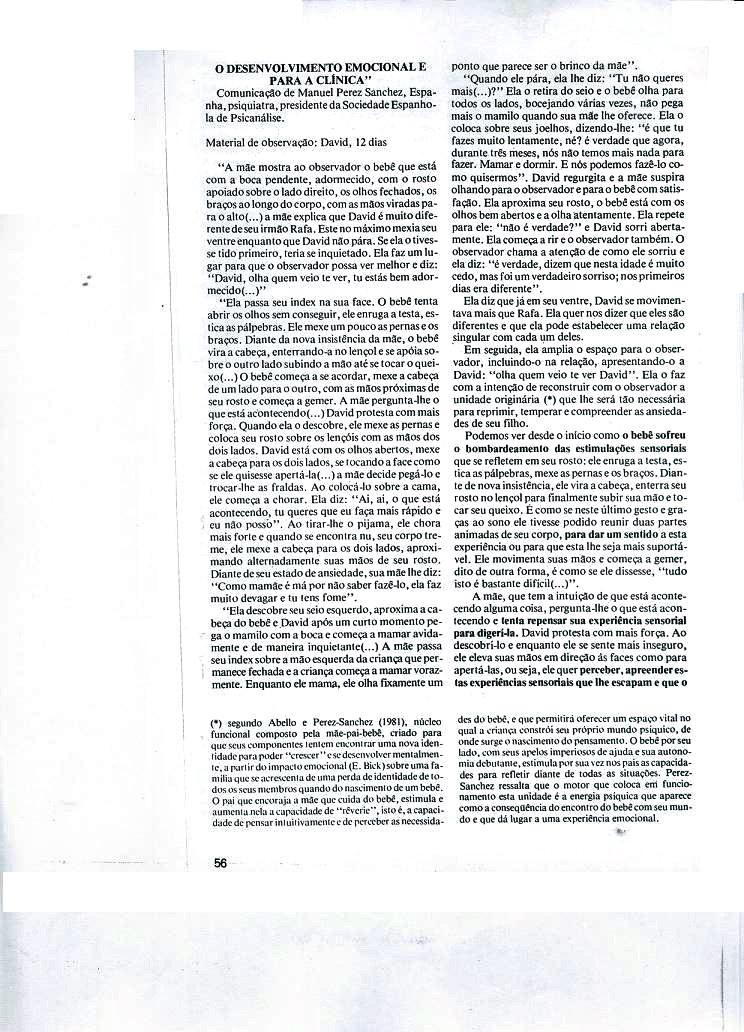 O DESENVOLVIMENTO EMOCIONAL E
PARA A CLÍNICA"
Comunicação de Manuel Perez Sanchez, Espa-
nha, psiquiatra, presidente da Sociedade Espanho-
la de Psicanálise.
Material de observação: David, 12 dias
"A mãe mostra ao observador o bebê que está
com a boca pendente, adormecido, com o rosto
apoiado sobre o lado direito, os olhos fechados, os
braços ao longo do corpo, com as mãos viradas pa-
ra o alto(...) a mãe explica que David é muito dife-
rente de seu irmão Rafa. Este no máximo mexia seu
ventre enquanto que David não pára. Se ela o tives-
se tido primeiro, teria se inquietado. Ela faz um lu-
gar para que o observador possa ver melhor e diz:
"David, olha quem veio te ver, tu estás bem ador-
mecido(...)"
"Ela passa seu index na sua face. O bebê tenta
abrir os olhos sem conseguir, ele enruga a testa, es-
tica as pálpebras. Ele mexe um pouco as pernas e os
braços. Diante da nova insistência da mãe, o bebê
vira a cabeça, enterrando-a no lençol e se apóia so-
bre o outro lado subindo a mão até se tocar o quei-
xo(...) O bebê começa a se acordar, mexe a cabeça
de um lado para o outro, com as mãos próximas de
seu rosto e começa a gemer. A mãe pergunta-lhe o
que está acontecendo(...) David protesta com mais
força. Quando ela o descobre, ele mexe as pernas e
coloca seu rosto sobre os lençóis com as mãos dos
dois lados. David está com os olhos abertos, mexe
a cabeça para os dois lados, se tocando a face como
se ele quisesse apertá-la(...) a mãe decide pegá-lo e
trocar-lhe as fraldas. Ao colocá-lo sobre a cama,
ele começa a chorar. Ela diz: "Ai, ai, o que está
acontecendo, tu queres que eu faça mais rápido e
eu não posso". Ao tirar-lhe o pijama, ele chora
mais forte e quando se encontra nu, seu corpo tre-
me, ele mexe a cabeça para os dois lados, aproxi-
mando alternadamente suas mãos de seu rosto.
Diante de seu estado de ansiedade, sua mãe lhe diz:
"Como mamãe é má por não saber fazê-lo, ela faz
muito devagar e tu tens fome".
"Ela descobre seu seio esquerdo, aproxima a ca-
beça do bebê e David após um curto momento pe-
ga o mamilo com a boca e começa a mamar avida-
mente e de maneira inquietante(...) A mãe passa
seu index sobre a mão esquerda da criança que per-
manece fechada e a criança começa a mamar voraz-
mente. Enquanto ele mama, ele olha fixamente um
ponto que parece ser o brinco da mãe".
"Quando ele pára, ela lhe diz: "Tu não queres
mais(...)?" Ela o retira do seio e o bebê olha para
todos os lados, bocejando várias vezes, não pega
mais o mamilo quando sua mãe lhe oferece. Ela o
coloca sobre seus joelhos, dizendo-lhe: "é que tu
fazes muito lentamente, né? é verdade que agora,
durante três meses, nós não temos mais nada para
fazer. Mamar e dormir. E nós podemos fazê-lo co-
mo quisermos". David regurgita e a mãe suspira
olhando para o observador e para o bebê com satis-
fação. Ela aproxima seu rosto, o bebê está com os
olhos bem abertos e a olha atentamente. Ela repete
para ele: "não é verdade?" e David sorri aberta-
mente. Ela começa a rir e o observador também. O
observador chama a atenção de como ele sorriu e
ela diz: "é verdade, dizem que nesta idade é muito
cedo, mas foi um verdadeiro sorriso; nos primeiros
dias era diferente".
Ela diz que já em seu ventre, David se movimen-
tava mais que Rafa. Ela quer nos dizer que eles são
diferentes e que ela pode estabelecer uma relação
singular com cada um deles.
Em seguida, ela amplia o espaço para o obser-
vador, incluindo-o na relação, apresentando-o a
David: "olha quem veio te ver David". Ela o faz
com a intenção de reconstruir com o observador a
unidade originária (*) que lhe será tão necessária
para reprimir, temperar e compreender as ansieda-
des de seu filho.
Podemos ver desde o início como o bebê sofreu
o bombardeamento das estimulações sensoriais
que se refletem em seu rosto: ele enruga a testa, es-
tica as pálpebras, mexe as pernas e os braços. Dian-
te de nova insistência, ele vira a cabeça, enterra seu
rosto no lençol para finalmente subir sua mão e to-
car seu queixo. É como se neste último gesto e gra-
ças ao sono ele tivesse podido reunir duas partes
animadas de seu corpo, para dar um sentido a esta
experiência ou para que esta lhe seja mais suportá-
vel. Ele movimenta suas mãos e começa a gemer,
dito de outra forma, é como se ele dissesse, "tudo
isto é bastante difícil(...)".
A mãe, que tem a intuição de que está aconte-
cendo alguma coisa, pergunta-lhe o que está acon-
tecendo e tenta repensar sua experiência sensorial
para digeri-la. David protesta com mais força. Ao
descobrí-lo e enquanto ele se sente mais inseguro,
ele eleva suas mãos em direção ás faces como para
apertá-las, ou seja, ele quer perceber, apreender es-
tas experiências sensoriais que lhe escapam e que o
(*) segundo Abello e Perez-Sanchez (1981), núcleo
funcional composto pela mãe-pai-bebê, criado para
que seus componentes tentem encontrar uma nova iden-
tidade para poder "crescer" e se desenvolver mentalmen-
te, a partir do impacto emocional (E. Bick) sobre uma fa-
mília que se acrescenta de uma perda de identidade de to-
dos os seus membros quando do nascimento de um bebê.
O pai que encoraja a mãe que cuida do bebê, estimula e
aumenta nela a capacidade de "rêverie", isto é, a capaci-
dade de pensar intuitivamente e de perceber as necessida-
des do bebê, e que permitirá oferecer um espaço vital no
qual a criança constrói seu próprio mundo psíquico, de
onde surge o nascimento do pensamento. O bebê por seu
lado, com seus apelos imperiosos de ajuda e sua autono-
mia debutante, estimula por sua vez nos pais as capacida-
des para refletir diante de todas as situações. Perez-
Sanchez ressalta que o motor que coloca em funcio-
namento esta unidade é a energia psíquica que aparece
como a conseqüência do encontro do bebê com seu mun-
do e que dá lugar a uma experiência emocional.
56